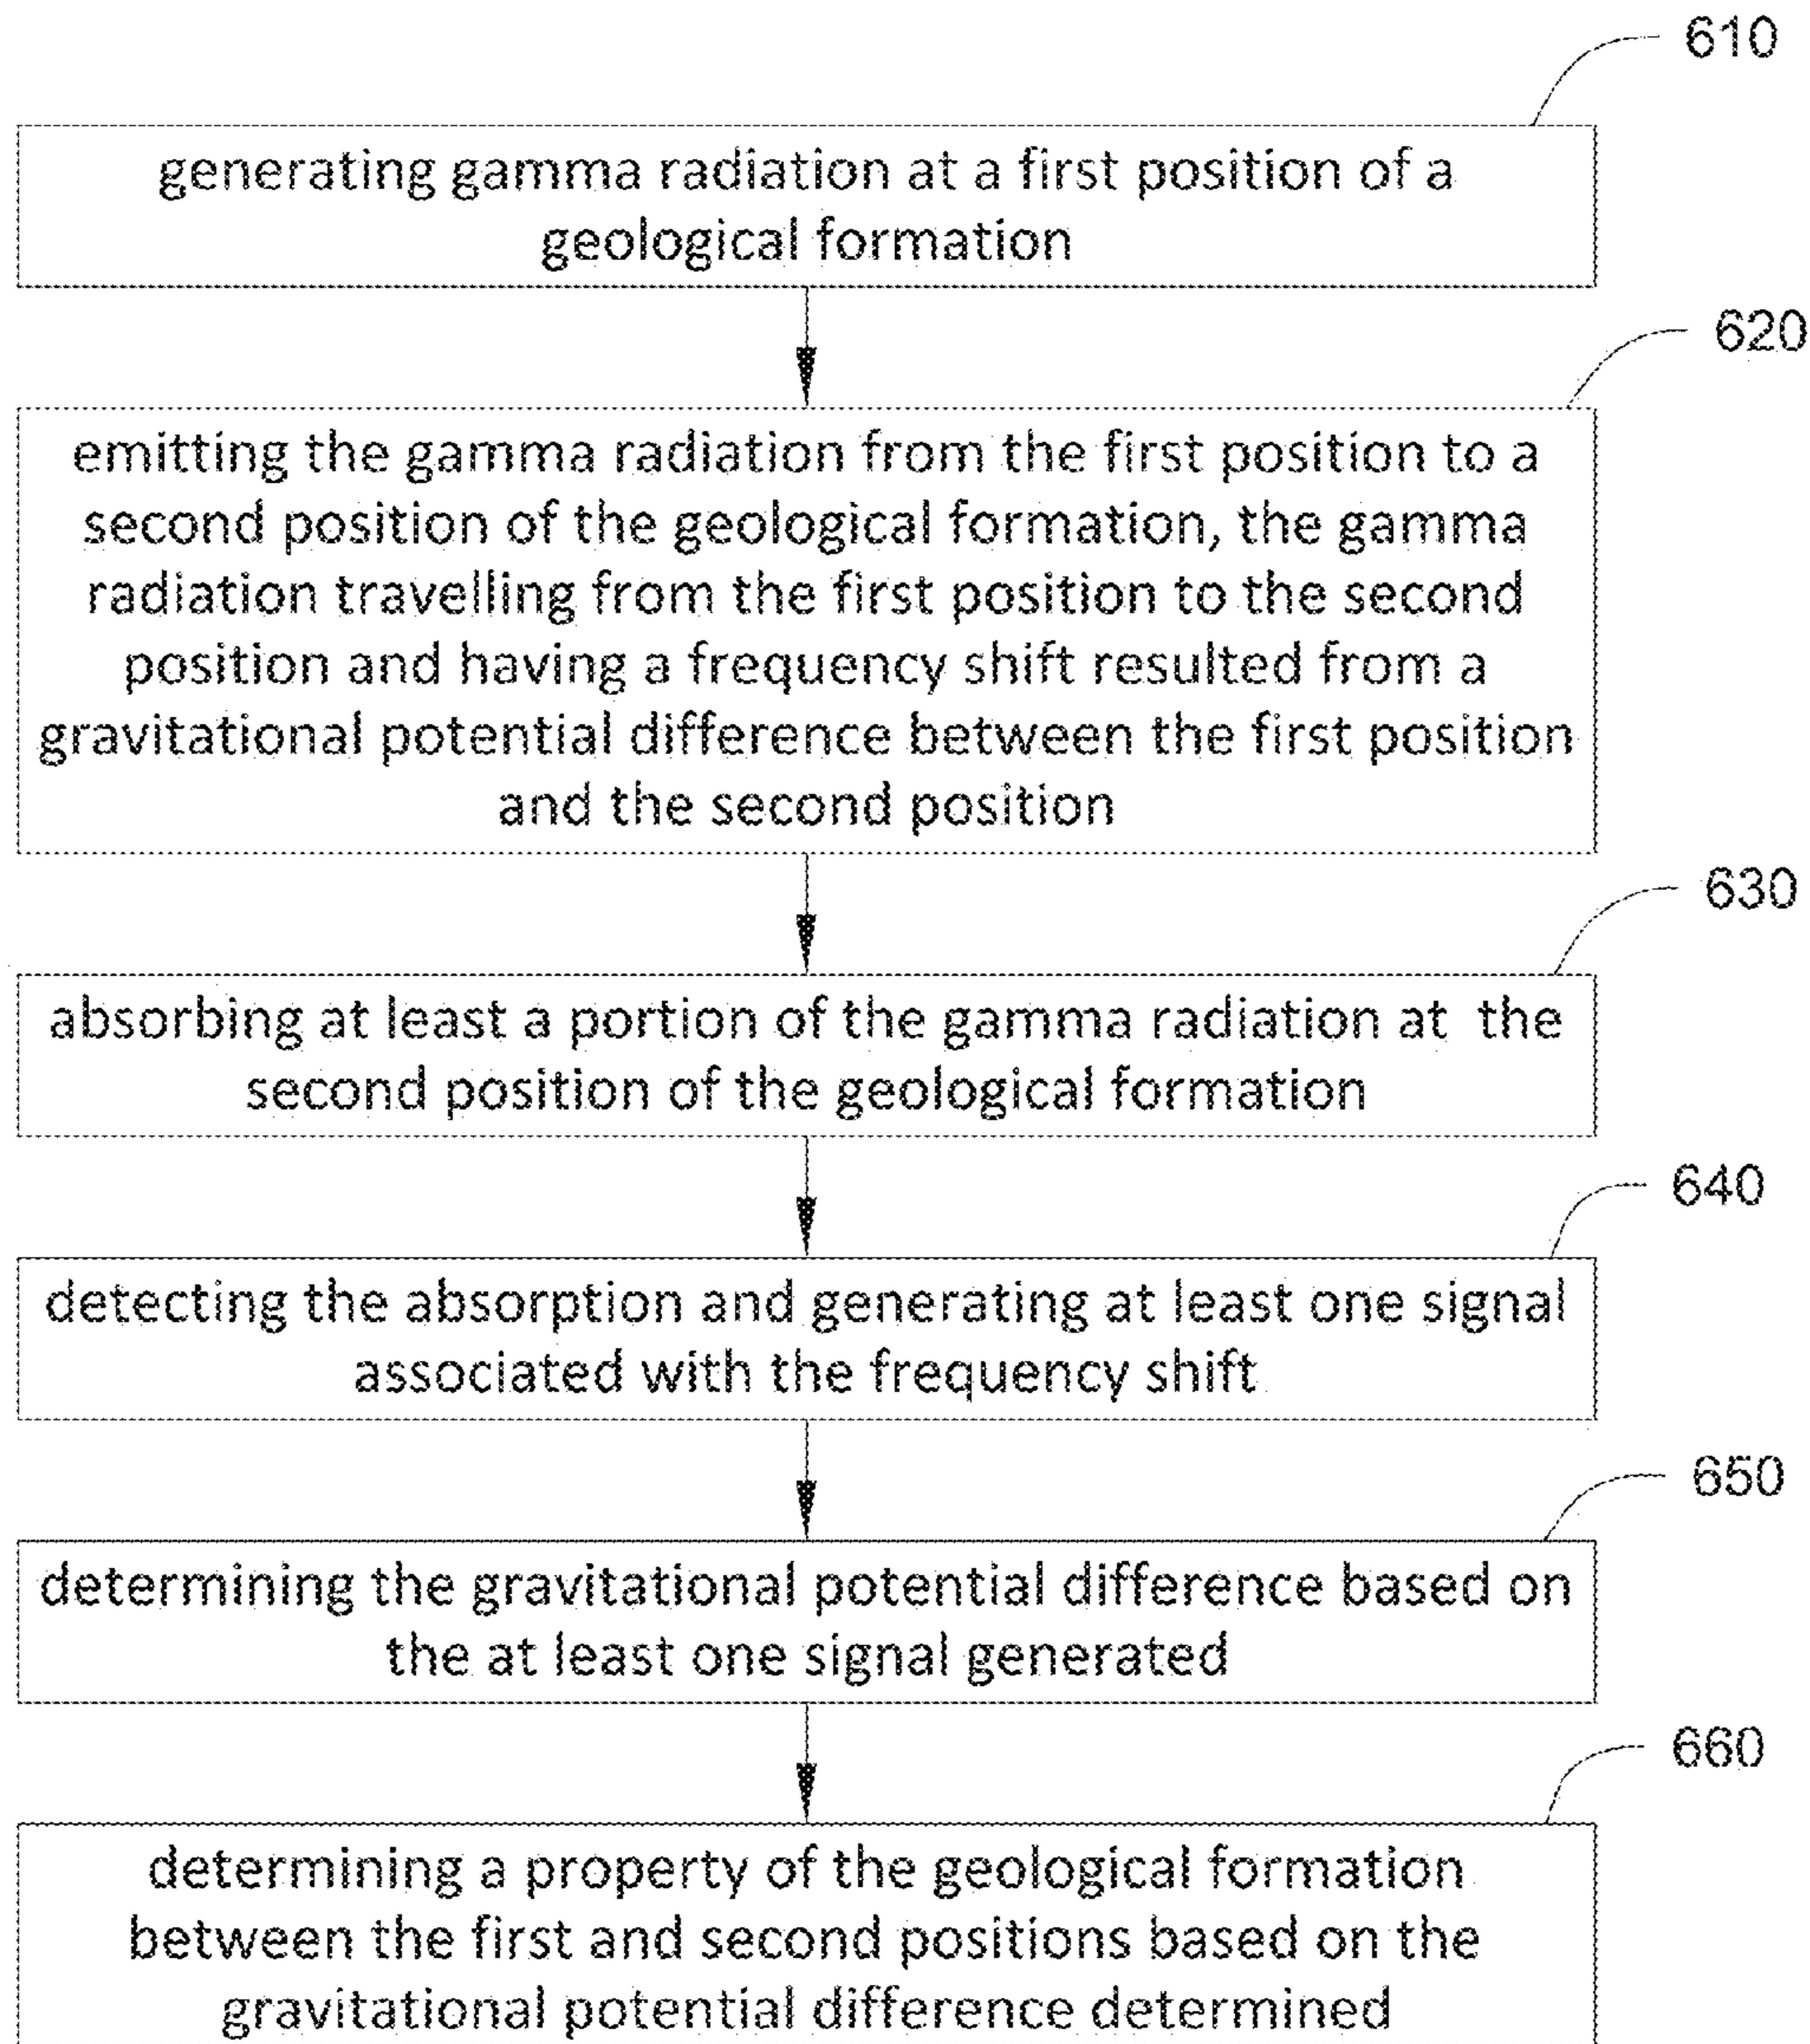 610
generating gamma radiation at a first position of a
geological formation
620
emitting the gamma radiation from the first position to a
second position of the geological formation, the gamma
radiation travelling from the first position to the second
position and having a frequency shift resulted from a
gravitational potential difference between the first position
and the second position
630
absorbing at least a portion of the gamma radiation at the
second position of the geological formation
640
detecting the absorption and generating at least one signal
associated with the frequency shift
650
determining the gravitational potential difference based on
the at least one signal generated
660
determining a property of the geological formation
between the first and second positions based on the
gravitational potential difference determined